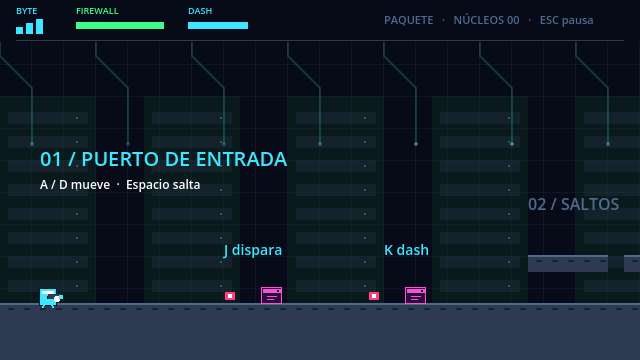 BYTE FIREWALL DASH PAQUETE · NÚCLEOS 00 · ESC pausa
01 / PUERTO DE ENTRADA
A / D mueve · Espacio salta
02 / SALTOS
J dispara K dash